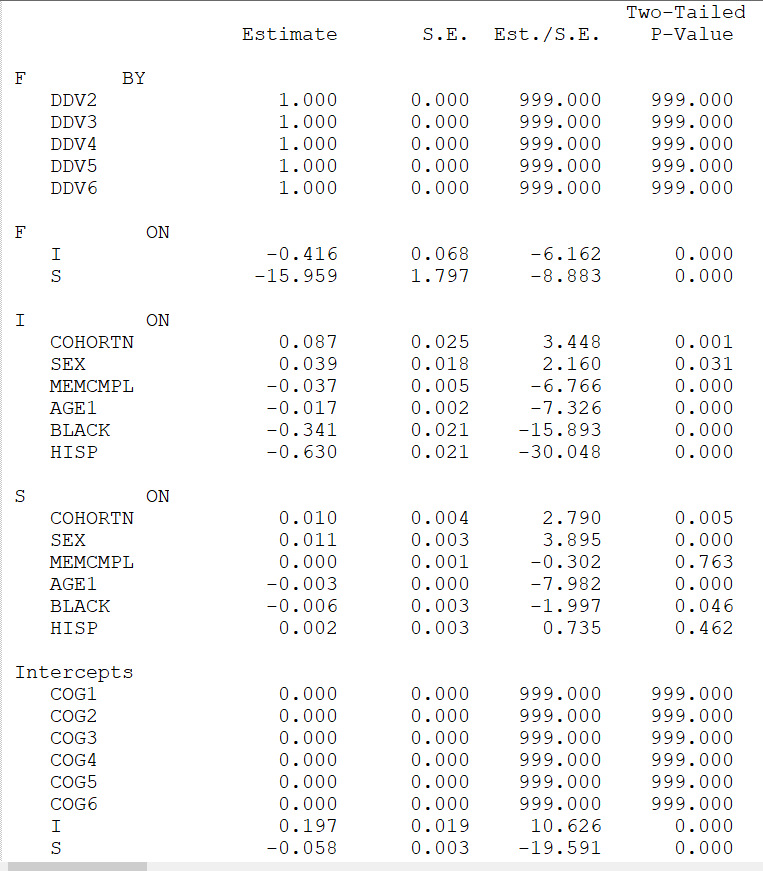 Two-Tailed
Estimate S.E. Est./S.E. P-Value
F BY
DDV2 1.000 0.000 999.000 999.000
DDV3 1.000 0.000 999.000 999.000
DDV4 1.000 0.000 999.000 999.000
DDV5 1.000 0.000 999.000 999.000
DDV6 1.000 0.000 999.000 999.000
F ON
I -0.416 0.068 -6.162 0.000
S -15.959 1.797 -8.883 0.000
I ON
COHORTN 0.087 0.025 3.448 0.001
SEX 0.039 0.018 2.160 0.031
MEMCMPL -0.037 0.005 -6.766 0.000
AGE1 -0.017 0.002 -7.326 0.000
BLACK -0.341 0.021 -15.893 0.000
HISP -0.630 0.021 -30.048 0.000
S ON
COHORTN 0.010 0.004 2.790 0.005
SEX 0.011 0.003 3.895 0.000
MEMCMPL 0.000 0.001 -0.302 0.763
AGE1 -0.003 0.000 -7.982 0.000
BLACK -0.006 0.003 -1.997 0.046
HISP 0.002 0.003 0.735 0.462
Intercepts
COG1 0.000 0.000 999.000 999.000
COG2 0.000 0.000 999.000 999.000
COG3 0.000 0.000 999.000 999.000
COG4 0.000 0.000 999.000 999.000
COG5 0.000 0.000 999.000 999.000
COG6 0.000 0.000 999.000 999.000
I 0.197 0.019 10.626 0.000
S -0.058 0.003 -19.591 0.000